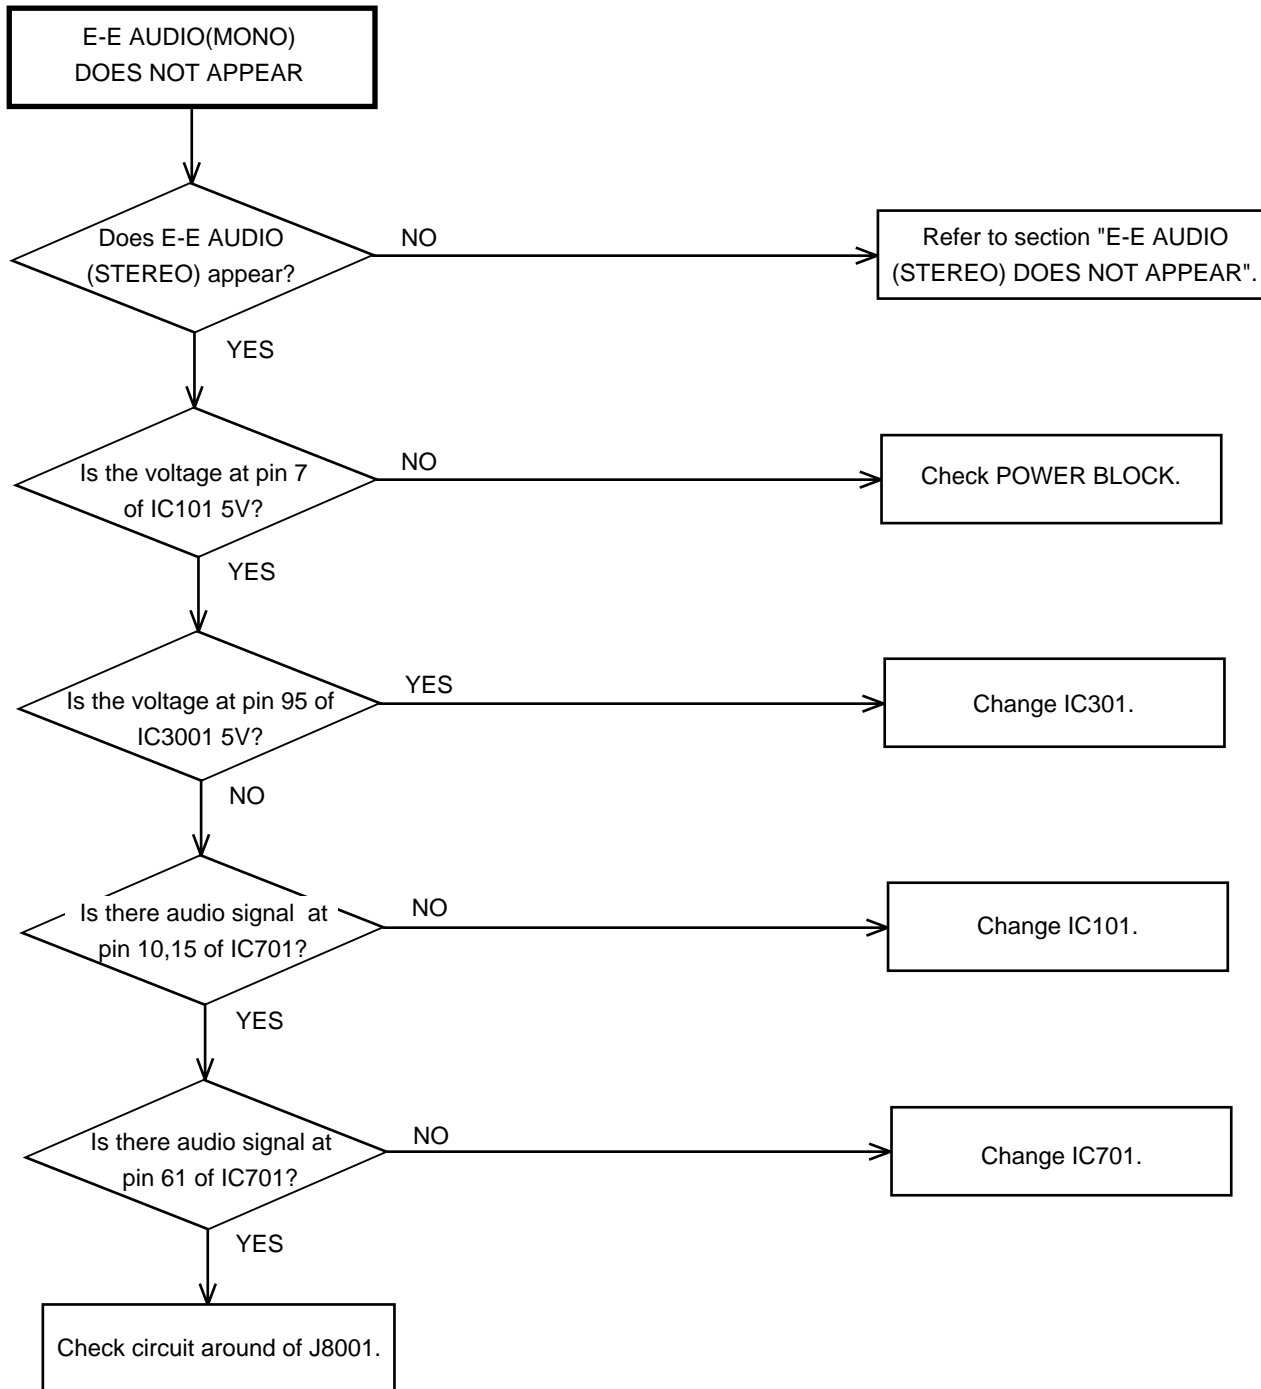 E-E AUDIO(MONO)
DOES NOT APPEAR
Does E-E AUDIO
(STEREO) appear?
NO
Refer to section "E-E AUDIO
(STEREO) DOES NOT APPEAR".
YES
Is the voltage at pin 7
of IC101 5V?
NO
Check POWER BLOCK.
YES
Is the voltage at pin 95 of
IC3001 5V?
YES
Change IC301.
NO
Is there audio signal at
pin 10,15 of IC701?
NO
Change IC101.
YES
Is there audio signal at
pin 61 of IC701?
NO
Change IC701.
YES
Check circuit around of J8001.